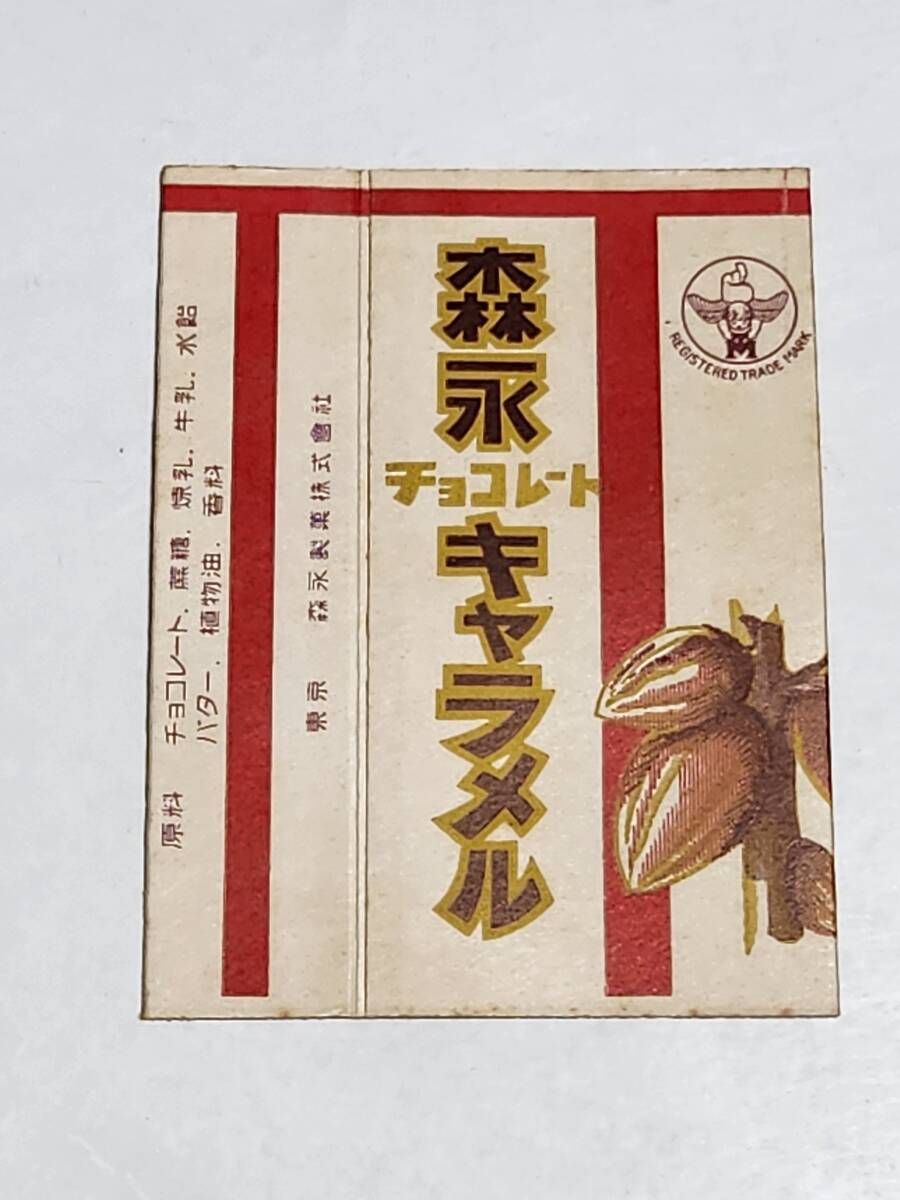 森永
チョコレート
キャラメル
REGISTERED TRADE MARK
東京 森永製菓株式會社
原料 チョコレート、蔗糖、煉乳、牛乳、水飴
バター、植物油、香料